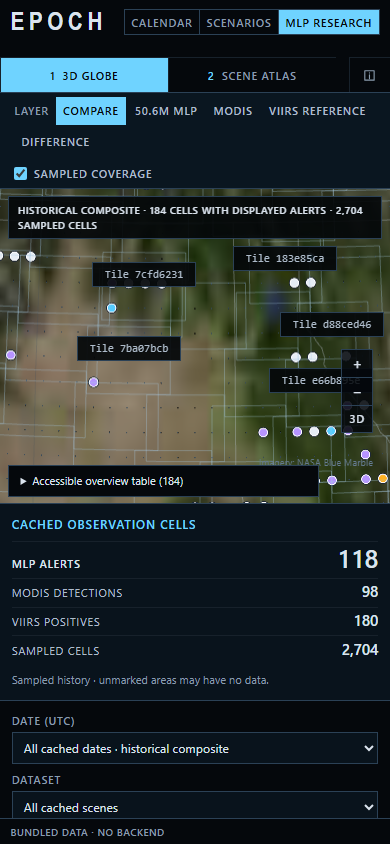 EPOCH
CALENDAR
SCENARIOS
MLP RESEARCH
1 3D GLOBE
2 SCENE ATLAS
LAYER
COMPARE
50.6M MLP
MODIS
VIIRS REFERENCE
DIFFERENCE
SAMPLED COVERAGE
HISTORICAL COMPOSITE · 184 CELLS WITH DISPLAYED ALERTS · 2,704
SAMPLED CELLS
Tile 183e85ca
Tile 7cfd6231
Tile d88ced46
Tile 7ba07bcb
+
−
3D
Imagery: NASA Blue Marble
Accessible overview table (184)
CACHED OBSERVATION CELLS
MLP ALERTS 118
MODIS DETECTIONS 98
VIIRS POSITIVES 180
SAMPLED CELLS 2,704
Sampled history · unmarked areas may have no data.
DATE (UTC)
All cached dates · historical composite
DATASET
All cached scenes
BUNDLED DATA · NO BACKEND